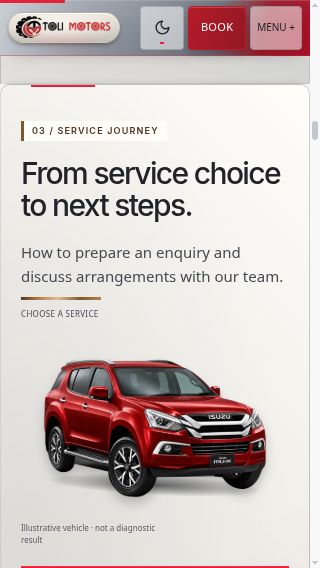 TOLI MOTORS
BOOK
MENU +
03 / SERVICE JOURNEY
From service choice
to next steps.
How to prepare an enquiry and
discuss arrangements with our team.
CHOOSE A SERVICE
ISUZU
Illustrative vehicle · not a diagnostic
result